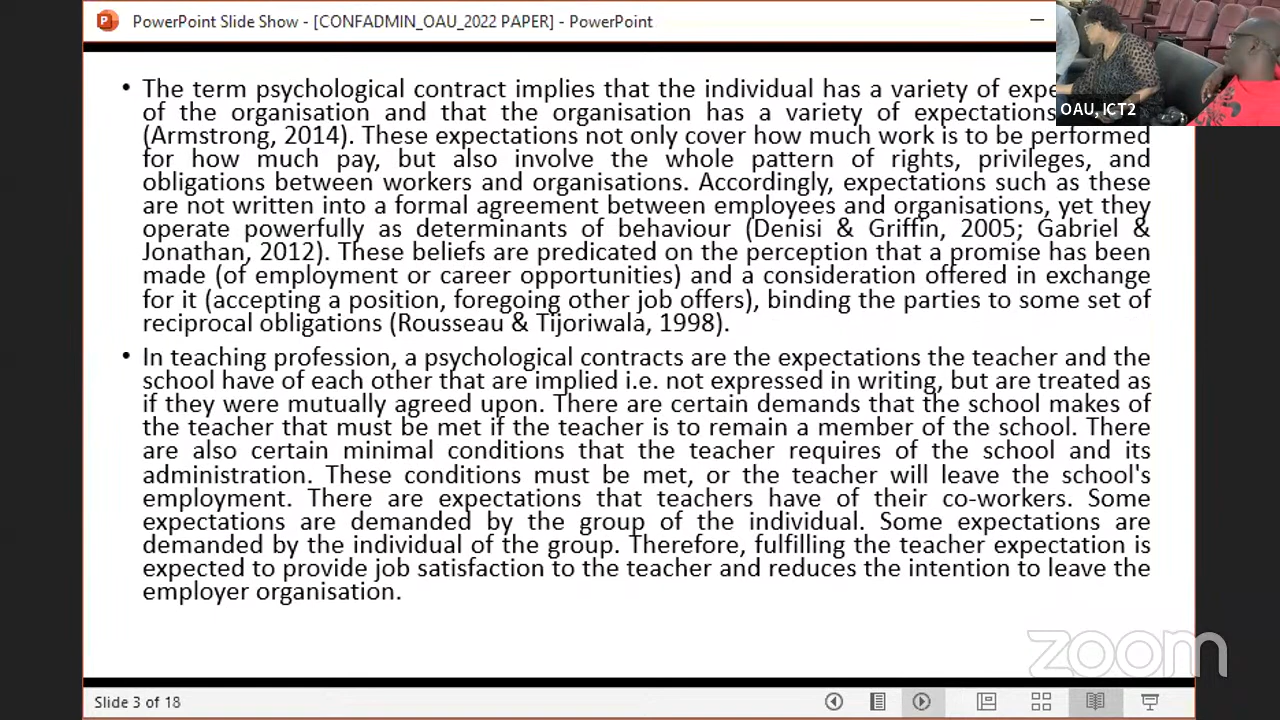 PowerPoint Slide Show - [CONFADMIN_OAU_2022 PAPER] - PowerPoint
OAU, ICT2
• The term psychological contract implies that the individual has a variety of
of the organisation and that the organisation has a variety of expectations
(Armstrong, 2014). These expectations not only cover how much work is to be performed
for how much pay, but also involve the whole pattern of rights, privileges, and
obligations between workers and organisations. Accordingly, expectations such as these
are not written into a formal agreement between employees and organisations, yet they
operate powerfully as determinants of behaviour (Denisi & Griffin, 2005; Gabriel &
Jonathan, 2012). These beliefs are predicated on the perception that a promise has been
made (of employment or career opportunities) and a consideration offered in exchange
for it (accepting a position, foregoing other job offers), binding the parties to some set of
reciprocal obligations (Rousseau & Tijoriwala, 1998).
• In teaching profession, a psychological contracts are the expectations the teacher and the
school have of each other that are implied i.e. not expressed in writing, but are treated as
if they were mutually agreed upon. There are certain demands that the school makes of
the teacher that must be met if the teacher is to remain a member of the school. There
are also certain minimal conditions that the teacher requires of the school and its
administration. These conditions must be met, or the teacher will leave the school's
employment. There are expectations that teachers have of their co-workers. Some
expectations are demanded by the group of the individual. Some expectations are
demanded by the individual of the group. Therefore, fulfilling the teacher expectation is
expected to provide job satisfaction to the teacher and reduces the intention to leave the
employer organisation.
zoom
Slide 3 of 18